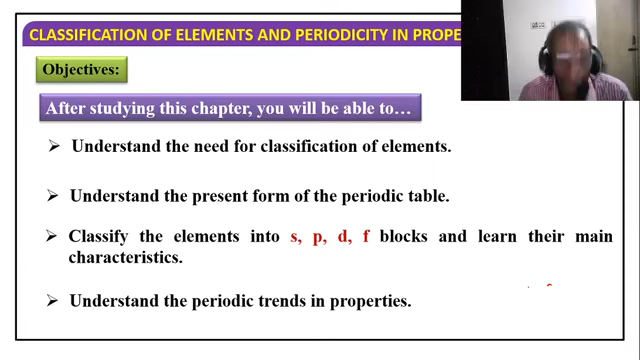 CLASSIFICATION OF ELEMENTS AND PERIODICITY IN PROPE
Objectives:
After studying this chapter, you will be able to…
➢ Understand the need for classification of elements.
➢ Understand the present form of the periodic table.
➢ Classify the elements into s, p, d, f blocks and learn their main
characteristics.
➢ Understand the periodic trends in properties.